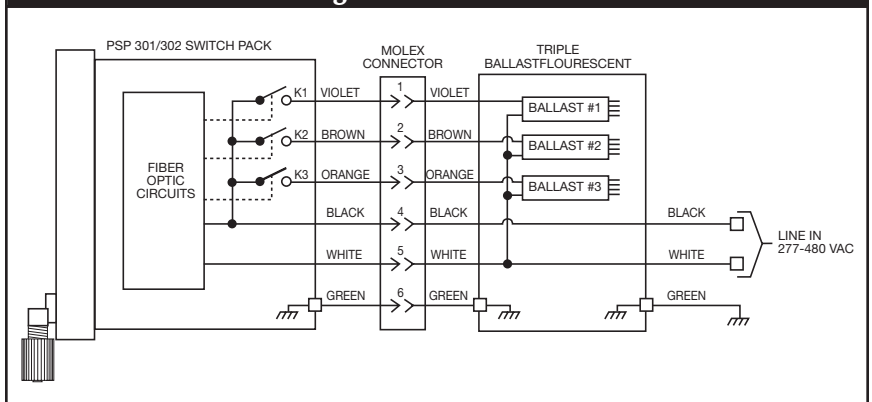 PSP 301/302 SWITCH PACK
MOLEX
CONNECTOR
TRIPLE
BALLASTFLOURESCENT
K1 VIOLET 1 VIOLET BALLAST #1
K2 BROWN 2 BROWN BALLAST #2
K3 ORANGE 3 ORANGE BALLAST #3
FIBER
OPTIC
CIRCUITS
BLACK 4 BLACK BLACK
WHITE 5 WHITE WHITE
LINE IN
277-480 VAC
GREEN 6 GREEN GREEN